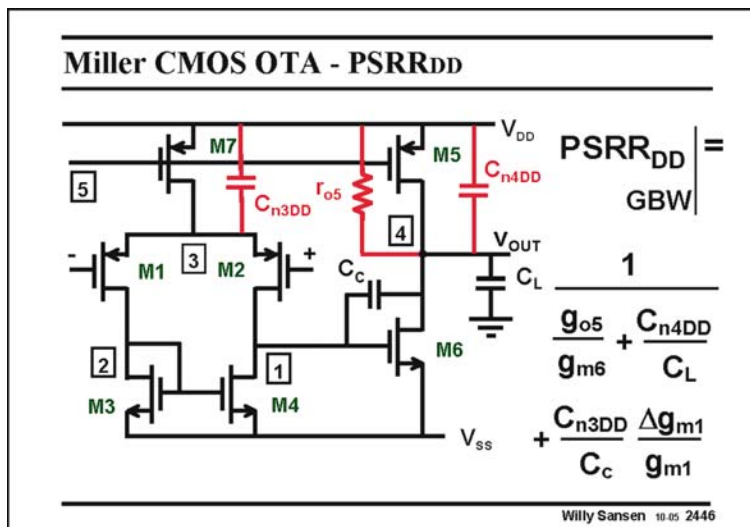 Miller CMOS OTA - PSRRDD
VDD
M7
M5
PSRRDD =
GBW
5
Cn3DD
ro5
Cn4DD
4
VOUT
3
- M1
M2 +
CC
CL
1
go5
gm6
+ Cn4DD
CL
2
1
M6
M3
M4
VSS
+ Cn3DD
Cc
Δgm1
gm1
Willy Sansen 10-05 2446